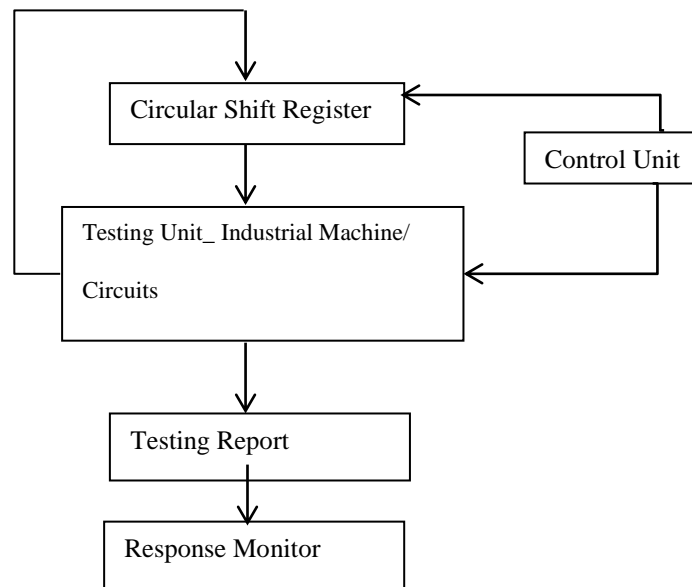 Circular Shift Register
Control Unit
Testing Unit_ Industrial Machine/
Circuits
Testing Report
Response Monitor